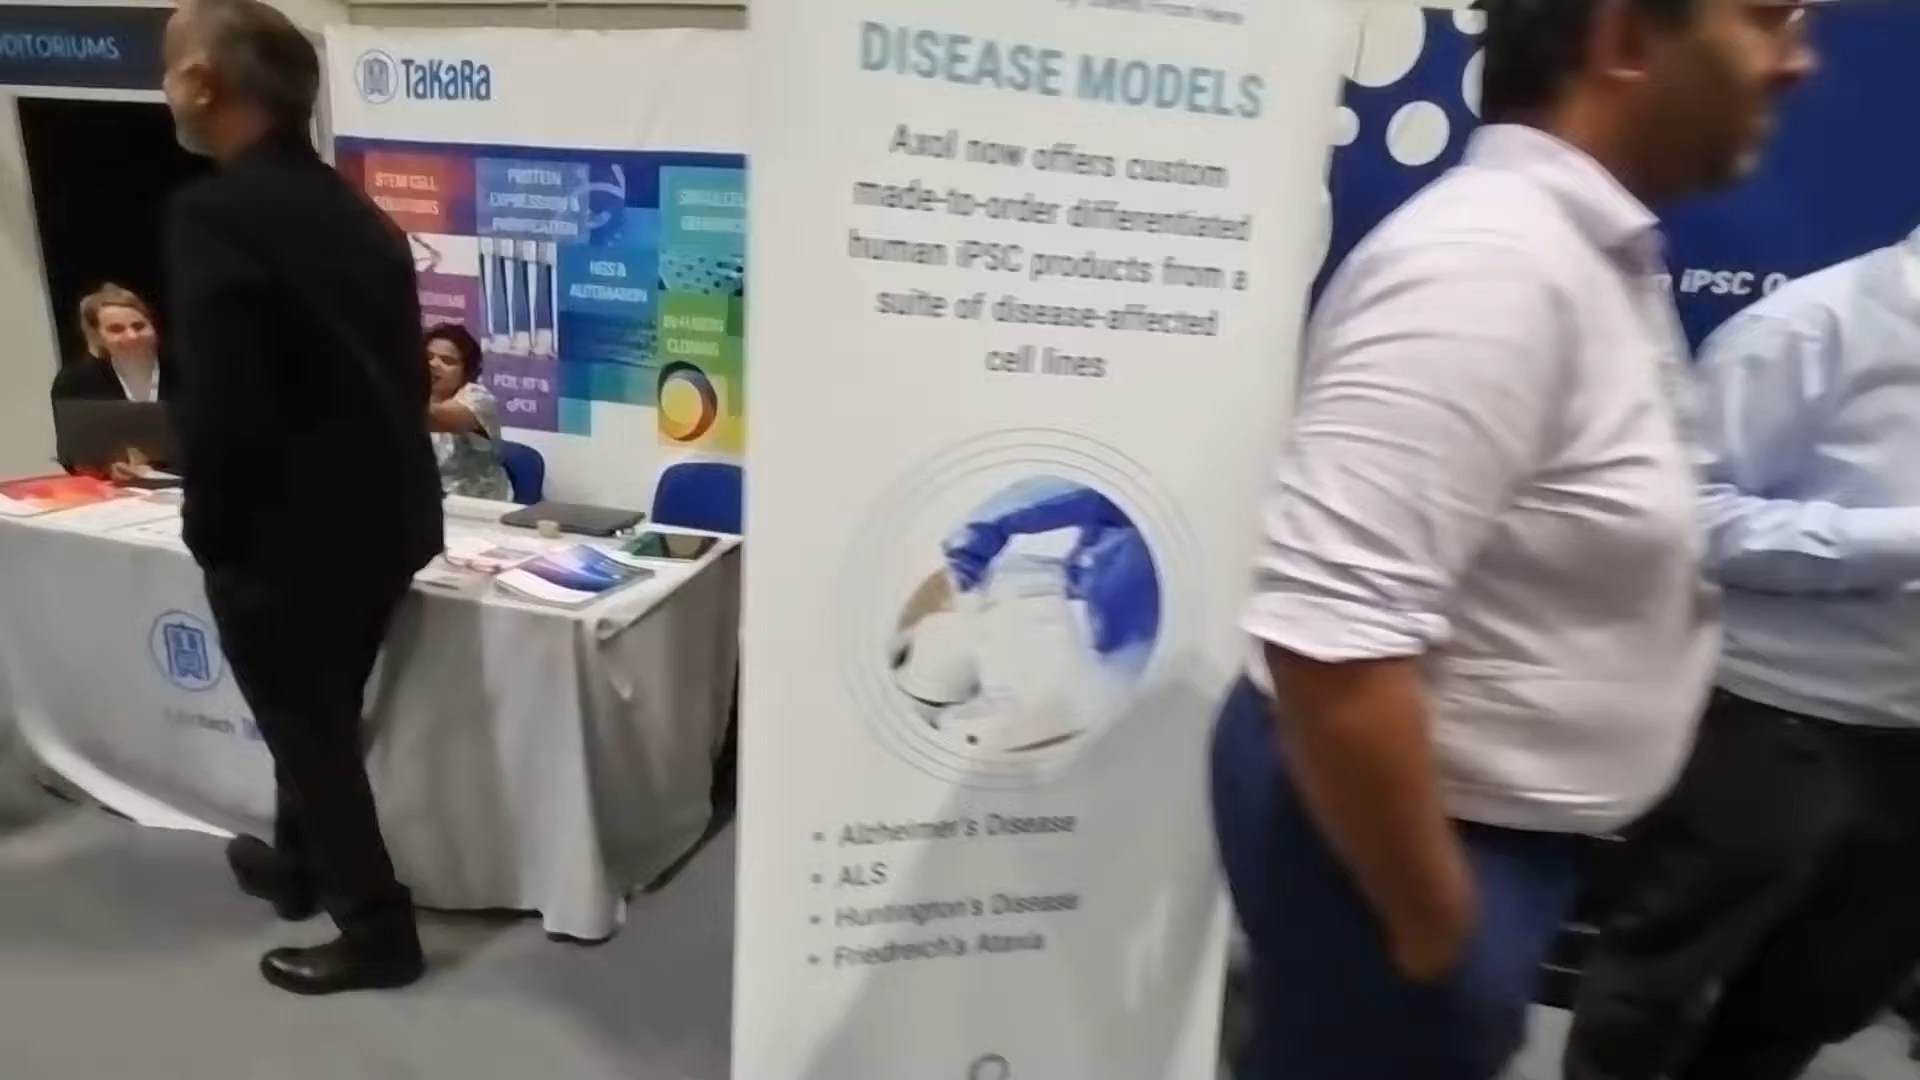 DITORIUMS
TaKaRa
STEM CELL
SOLUTIONS
PROTEIN
EXPRESSION &
PURIFICATION
NGS &
AUTOMATION
IN-FUSION
CLONING
PCR, RT &
qPCR
From Here
DISEASE MODELS
Axol now offers custom
made-to-order differentiated
human iPSC products from a
suite of disease-affected
cell lines
• Alzheimer's Disease
• ALS
• Huntington's Disease
• Friedreich's Ataxia
iPSC